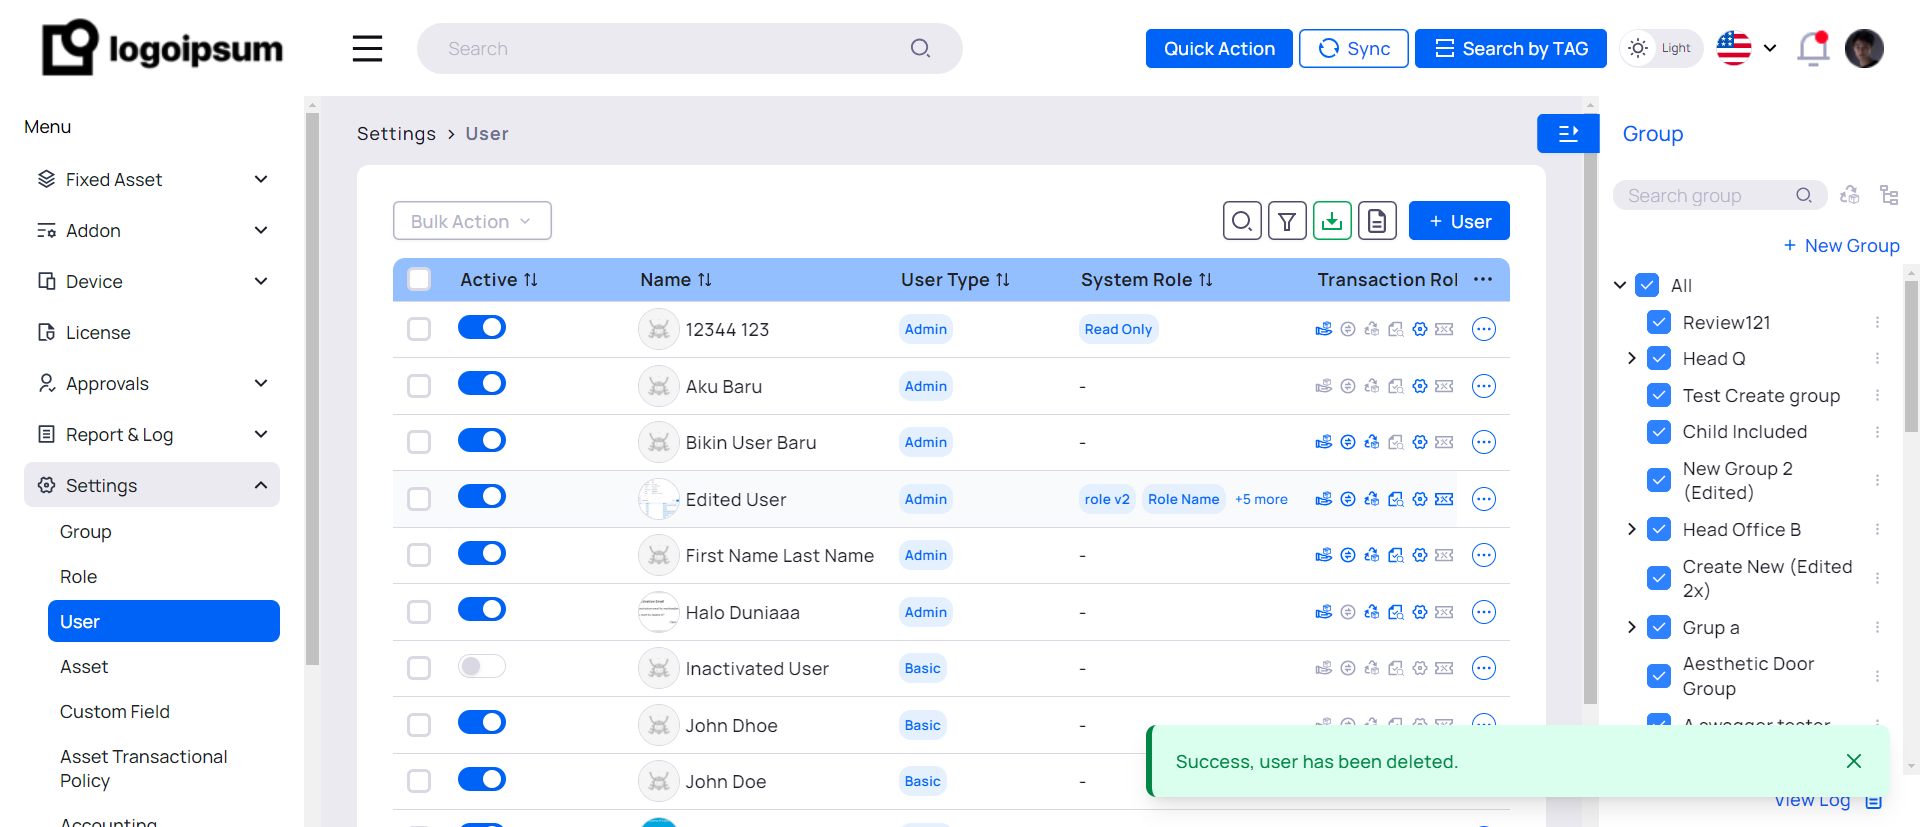 logoipsum
Search
Quick Action
Sync
Search by TAG
Light
Menu
Fixed Asset
Addon
Device
License
Approvals
Report & Log
Settings
Group
Role
User
Asset
Custom Field
Asset Transactional
Policy
Accounting
Settings > User
Bulk Action
+ User
Active Name User Type System Role Transaction Rol ...
12344 123 Admin Read Only
Aku Baru Admin -
Bikin User Baru Admin -
Edited User Admin role v2 Role Name +5 more
First Name Last Name Admin -
Halo Duniaaa Admin -
Inactivated User Basic -
John Dhoe Basic -
John Doe Basic -
Group
Search group
+ New Group
All
Review121
Head Q
Test Create group
Child Included
New Group 2
(Edited)
Head Office B
Create New (Edited
2x)
Grup a
Aesthetic Door
Group
A swagger tester
Success, user has been deleted.
View Log